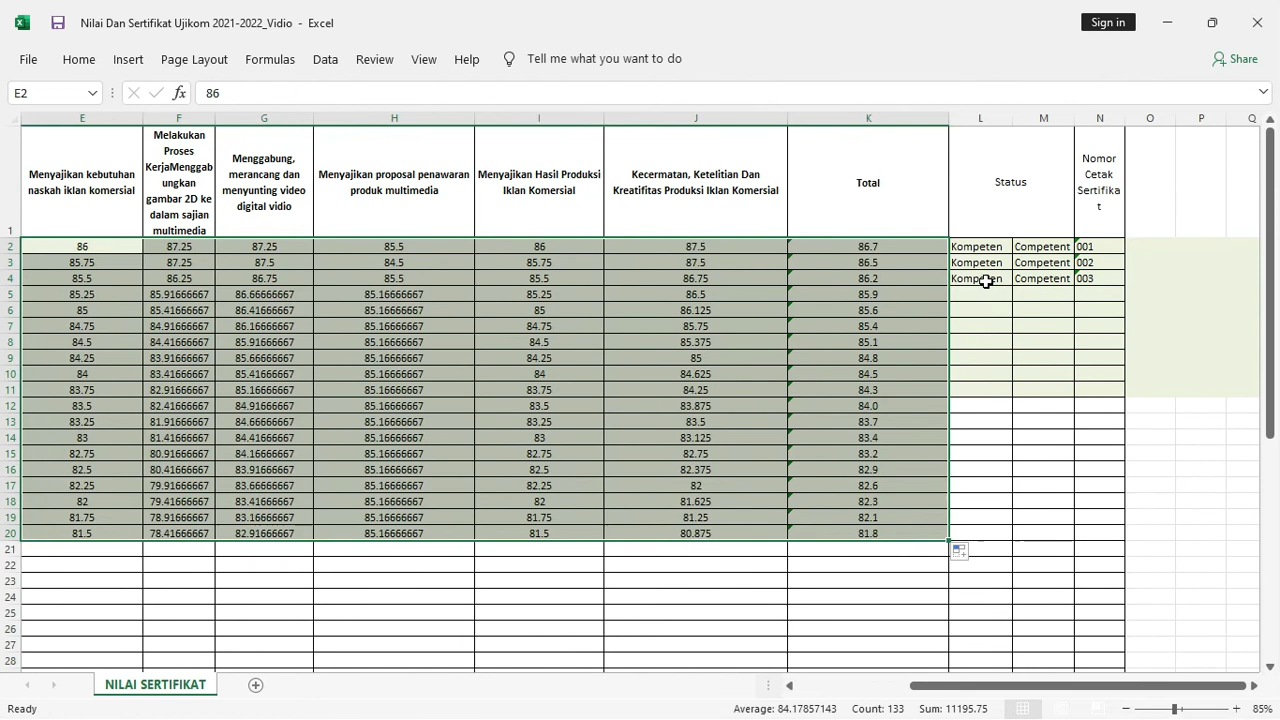 Nilai Dan Sertifikat Ujikom 2021-2022_Vidio - Excel
Sign in
File Home Insert Page Layout Formulas Data Review View Help Tell me what you want to do
Share
E2 fx 86
E F G H I J K L M N O P Q
1 Menyajikan kebutuhan naskah iklan komersial
Melakukan Proses KerjaMenggabungkan gambar 2D ke dalam sajian multimedia
Menggabung, merancang dan menyunting video digital vidio
Menyajikan proposal penawaran produk multimedia
Menyajikan Hasil Produksi Iklan Komersial
Kecermatan, Ketelitian Dan Kreatifitas Produksi Iklan Komersial
Total
Status
Nomor Cetak Sertifikat
2 86 87.25 87.25 85.5 86 87.5 86.7 Kompeten Competent 001
3 85.75 87.25 87.5 84.5 85.75 87.5 86.5 Kompeten Competent 002
4 85.5 86.25 86.75 85.5 85.5 86.75 86.2 Kompeten Competent 003
5 85.25 85.91666667 86.66666667 85.16666667 85.25 86.5 85.9
6 85 85.41666667 86.41666667 85.16666667 85 86.125 85.6
7 84.75 84.91666667 86.16666667 85.16666667 84.75 85.75 85.4
8 84.5 84.41666667 85.91666667 85.16666667 84.5 85.375 85.1
9 84.25 83.91666667 85.66666667 85.16666667 84.25 85 84.8
10 84 83.41666667 85.41666667 85.16666667 84 84.625 84.5
11 83.75 82.91666667 85.16666667 85.16666667 83.75 84.25 84.3
12 83.5 82.41666667 84.91666667 85.16666667 83.5 83.875 84.0
13 83.25 81.91666667 84.66666667 85.16666667 83.25 83.5 83.7
14 83 81.41666667 84.41666667 85.16666667 83 83.125 83.4
15 82.75 80.91666667 84.16666667 85.16666667 82.75 82.75 83.2
16 82.5 80.41666667 83.91666667 85.16666667 82.5 82.375 82.9
17 82.25 79.91666667 83.66666667 85.16666667 82.25 82 82.6
18 82 79.41666667 83.41666667 85.16666667 82 81.625 82.3
19 81.75 78.91666667 83.16666667 85.16666667 81.75 81.25 82.1
20 81.5 78.41666667 82.91666667 85.16666667 81.5 80.875 81.8
21
22
23
24
25
26
27
28
NILAI SERTIFIKAT
Ready Average: 84.17857143 Count: 133 Sum: 11195.75 85%